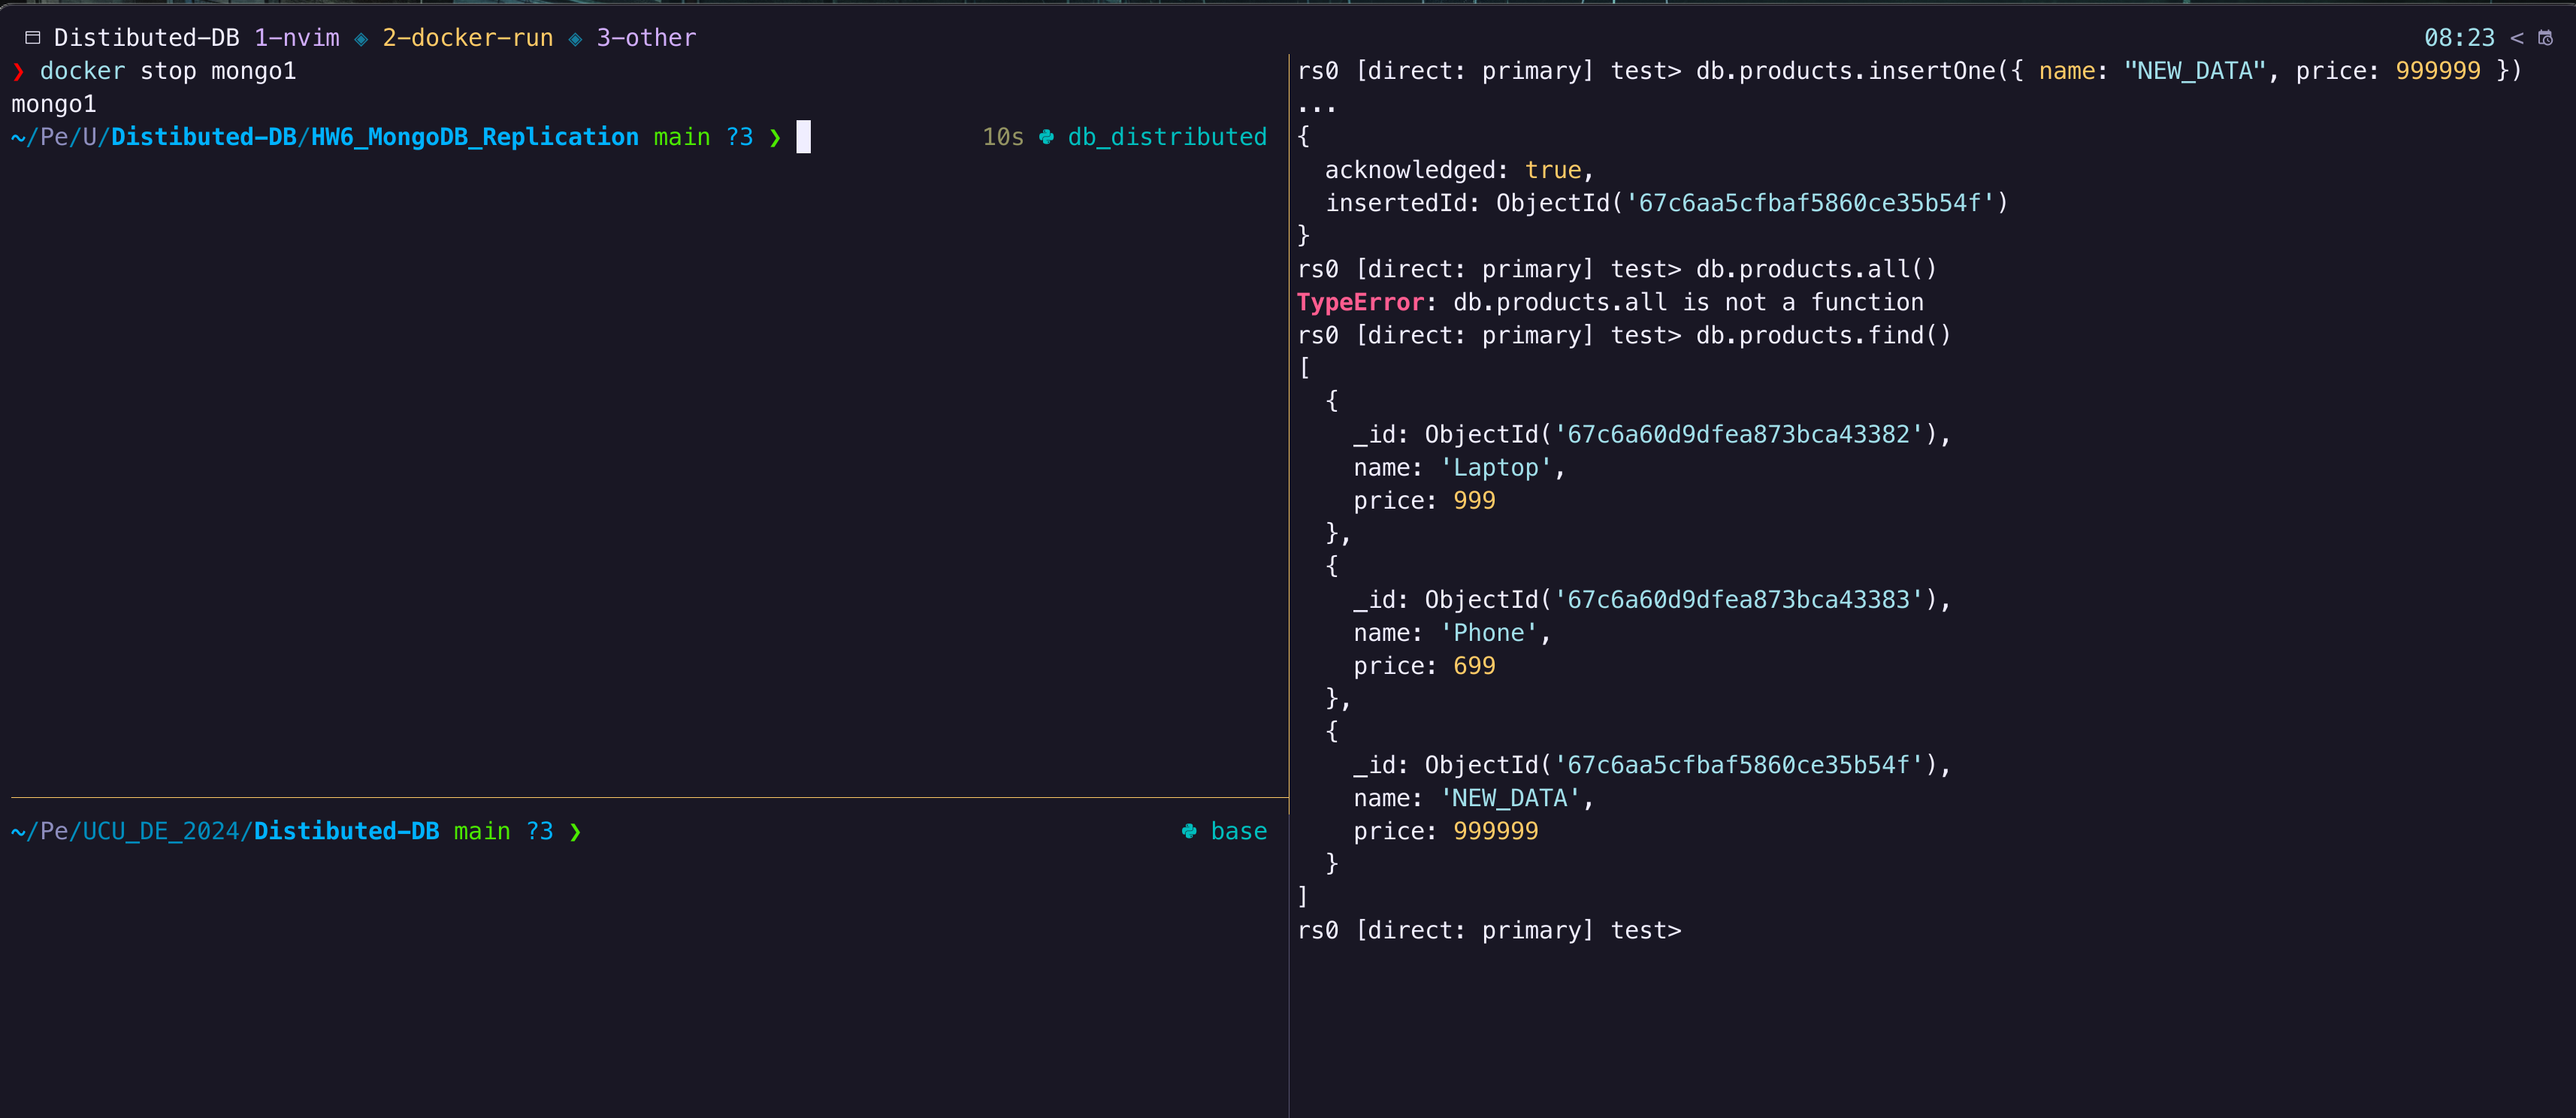 Distibuted-DB 1-nvim ◈ 2-docker-run ◈ 3-other
08:23 <
❯ docker stop mongo1
mongo1
~/Pe/U/Distibuted-DB/HW6_MongoDB_Replication main ?3 ❯ 10s db_distributed
~/Pe/UCU_DE_2024/Distibuted-DB main ?3 ❯ base
rs0 [direct: primary] test> db.products.insertOne({ name: "NEW_DATA", price: 999999 })
...
{
  acknowledged: true,
  insertedId: ObjectId('67c6aa5cfbaf5860ce35b54f')
}
rs0 [direct: primary] test> db.products.all()
TypeError: db.products.all is not a function
rs0 [direct: primary] test> db.products.find()
[
  {
    _id: ObjectId('67c6a60d9dfea873bca43382'),
    name: 'Laptop',
    price: 999
  },
  {
    _id: ObjectId('67c6a60d9dfea873bca43383'),
    name: 'Phone',
    price: 699
  },
  {
    _id: ObjectId('67c6aa5cfbaf5860ce35b54f'),
    name: 'NEW_DATA',
    price: 999999
  }
]
rs0 [direct: primary] test>